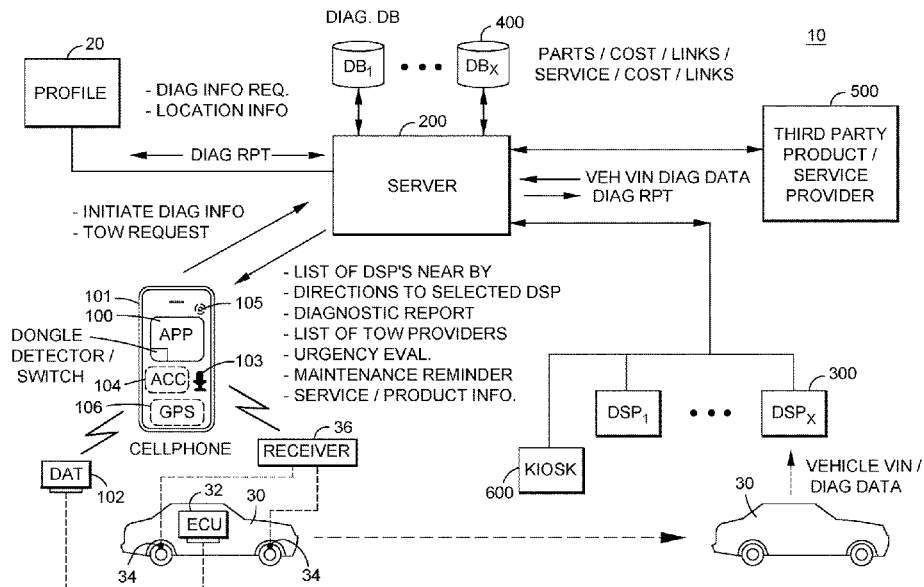 DIAG. DB
400
10
20
DB1
DBX
PARTS / COST / LINKS /
SERVICE / COST / LINKS
PROFILE
- DIAG INFO REQ.
- LOCATION INFO
200
500
DIAG RPT
SERVER
THIRD PARTY
PRODUCT /
SERVICE
PROVIDER
VEH VIN DIAG DATA
DIAG RPT
- INITIATE DIAG INFO
- TOW REQUEST
- LIST OF DSP'S NEAR BY
- DIRECTIONS TO SELECTED DSP
- DIAGNOSTIC REPORT
- LIST OF TOW PROVIDERS
- URGENCY EVAL.
- MAINTENANCE REMINDER
- SERVICE / PRODUCT INFO.
101
105
100
APP
DONGLE
DETECTOR /
SWITCH
103
104
ACC
106
GPS
CELLPHONE
300
DSP1
DSPX
36
RECEIVER
KIOSK
600
VEHICLE VIN /
DIAG DATA
DAT
102
32
30
ECU
34
34
30